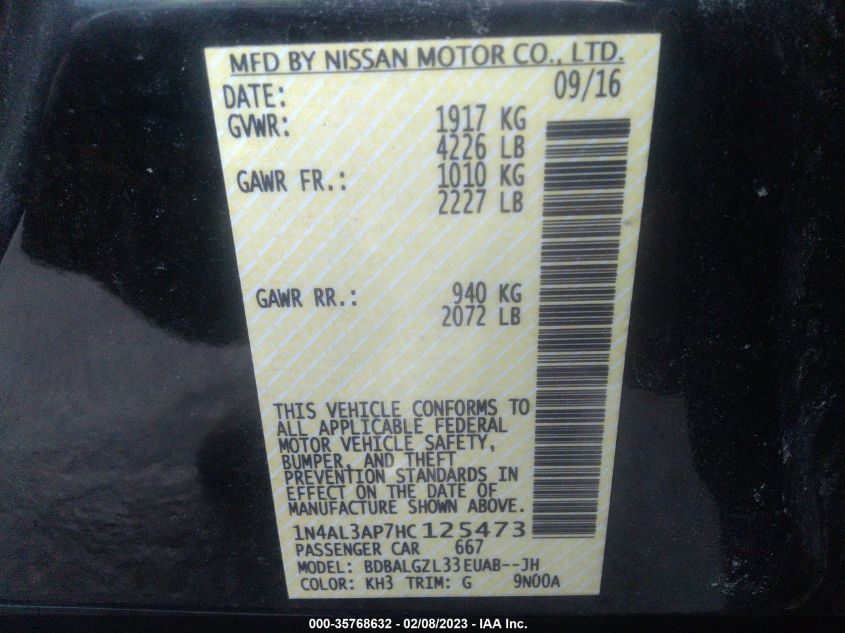 MFD BY NISSAN MOTOR CO., LTD.
DATE: 09/16
GVWR: 1917 KG
4226 LB
GAWR FR.: 1010 KG
2227 LB
GAWR RR.: 940 KG
2072 LB
THIS VEHICLE CONFORMS TO
ALL APPLICABLE FEDERAL
MOTOR VEHICLE SAFETY,
BUMPER, AND THEFT
PREVENTION STANDARDS IN
EFFECT ON THE DATE OF
MANUFACTURE SHOWN ABOVE.
1N4AL3AP7HC125473
PASSENGER CAR 667
MODEL: BDBALGZL33EUAB--JH
COLOR: KH3 TRIM: G 9N00A
000-35768632 - 02/08/2023 - IAA Inc.